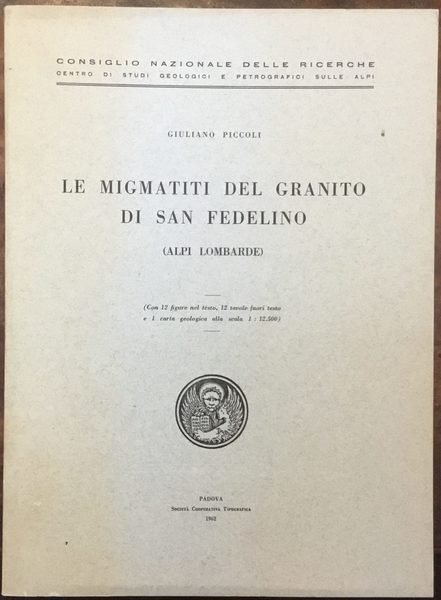 CONSIGLIO NAZIONALE DELLE RICERCHE
CENTRO DI STUDI GEOLOGICI E PETROGRAFICI SULLE ALPI
GIULIANO PICCOLI
LE MIGMATITI DEL GRANITO
DI SAN FEDELINO
(ALPI LOMBARDE)
(Con 12 figure nel testo, 12 tavole fuori testo
e 1 carta geologica alla scala 1 : 12.500)
PADOVA
SOCIETÀ COOPERATIVA TIPOGRAFICA
1962